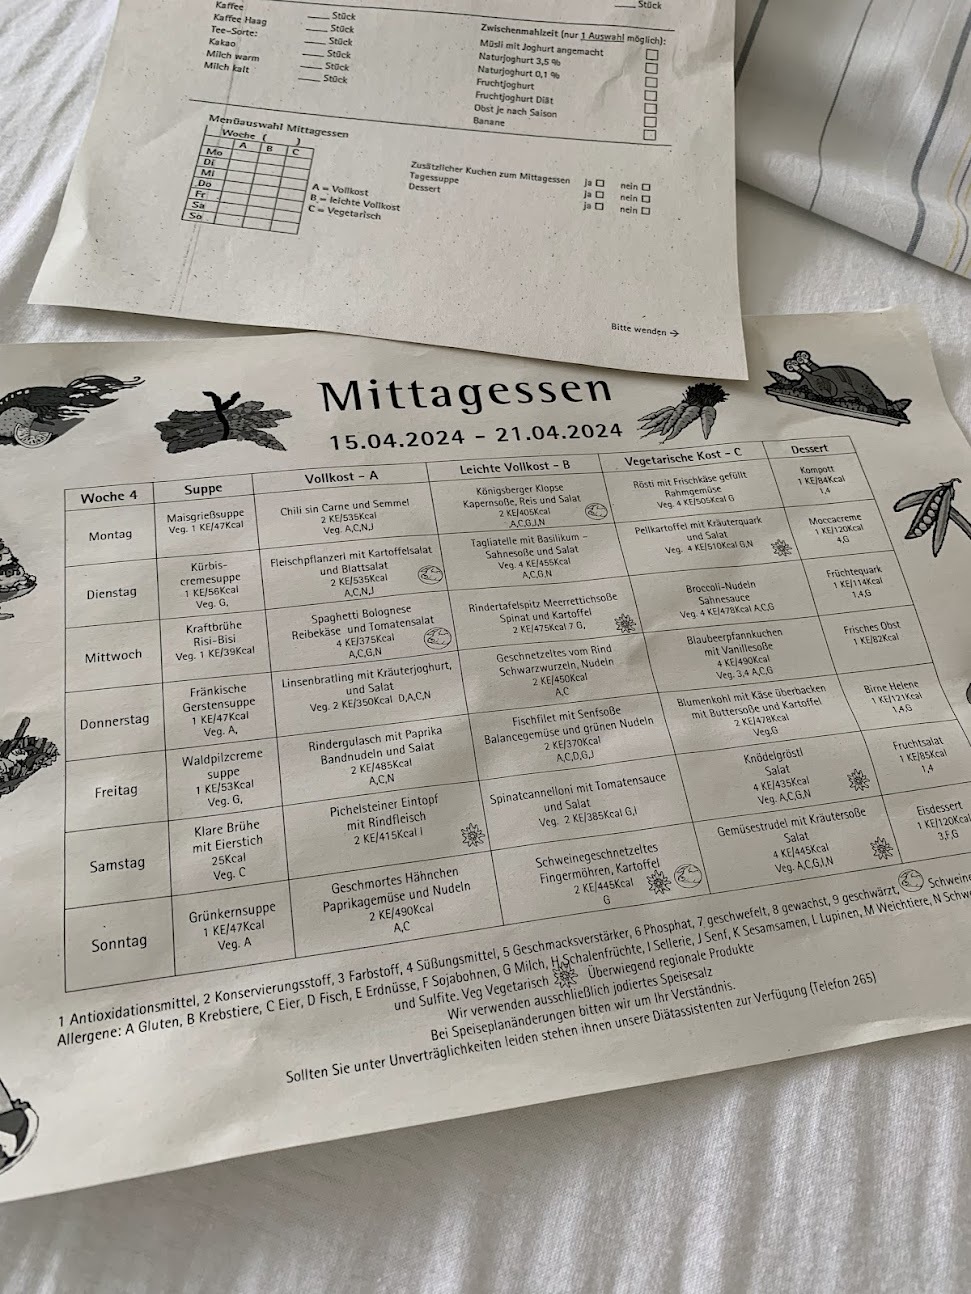 Stück
Kaffee
Kaffee Haag
Tee-Sorte:
Kakao
Milch warm
Milch kalt
___ Stück
___ Stück
___ Stück
___ Stück
___ Stück
___ Stück
Zwischenmahlzeit (nur 1 Auswahl möglich):
Müsli mit Joghurt angemacht
Naturjoghurt 3,5 %
Naturjoghurt 0,1 %
Fruchtjoghurt
Fruchtjoghurt Diät
Obst je nach Saison
Banane
Menüauswahl Mittagessen
Woche ( )
A B C
Mo
Di
Mi
Do
Fr
Sa
So
A = Vollkost
B = leichte Vollkost
C = Vegetarisch
Zusätzlicher Kuchen zum Mittagessen ja nein
Tagessuppe ja nein
Dessert ja nein
Bitte wenden →
Mittagessen
15.04.2024 – 21.04.2024
Woche 4
Suppe
Vollkost – A
Leichte Vollkost – B
Vegetarische Kost – C
Dessert
Montag
Maisgrießsuppe
Veg. 1 KE/47Kcal
Chili sin Carne und Semmel
2 KE/535Kcal
Veg. A,C,N,J
Königsberger Klopse
Kapernsoße, Reis und Salat
2 KE/405Kcal
A,C,G,I,N
Rösti mit Frischkäse gefüllt
Rahmgemüse
Veg. 4 KE/505Kcal G
Kompott
1 KE/84Kcal
1,4
Dienstag
Kürbis-
cremesuppe
1 KE/56Kcal
Veg. G,
Fleischpflanzerl mit Kartoffelsalat
und Blattsalat
2 KE/535Kcal
A,C,N,J
Tagliatelle mit Basilikum –
Sahnesoße und Salat
Veg. 4 KE/455Kcal
A,C,G,N
Pellkartoffel mit Kräuterquark
und Salat
Veg. 4 KE/510Kcal G,N
Moccacreme
1 KE/120Kcal
4,G
Mittwoch
Kraftbrühe
Risi-Bisi
Veg. 1 KE/39Kcal
Spaghetti Bolognese
Reibekäse und Tomatensalat
4 KE/375Kcal
A,C,G,N
Rindertafelspitz Meerrettichsoße
Spinat und Kartoffel
2 KE/475Kcal 7 G,
Broccoli-Nudeln
Sahnesauce
Veg. 4 KE/478Kcal A,C,G
Früchtequark
1 KE/114Kcal
1,4,G
Donnerstag
Fränkische
Gerstensuppe
1 KE/47Kcal
Veg. A,
Linsenbratling mit Kräuterjoghurt,
und Salat
Veg. 2 KE/350Kcal D,A,C,N
Geschnetzeltes vom Rind
Schwarzwurzeln, Nudeln
2 KE/450Kcal
A,C
Blaubeerpfannkuchen
mit Vanillesoße
4 KE/490Kcal
Veg. 3,4 A,C,G
Frisches Obst
1 KE/82Kcal
Freitag
Waldpilzcreme
suppe
1 KE/53Kcal
Veg. G,
Rindergulasch mit Paprika
Bandnudeln und Salat
2 KE/485Kcal
A,C,N
Fischfilet mit Senfsoße
Balancegemüse und grünen Nudeln
2 KE/370Kcal
A,C,D,G,J
Blumenkohl mit Käse überbacken
mit Buttersoße und Kartoffel
2 KE/478Kcal
Veg.G
Birne Helene
1 KE/121Kcal
1,4,G
Samstag
Klare Brühe
mit Eierstich
25Kcal
Veg. C
Pichelsteiner Eintopf
mit Rindfleisch
2 KE/415Kcal I
Spinatcannelloni mit Tomatensauce
und Salat
Veg. 2 KE/385Kcal G,I
Knödelgröstl
Salat
4 KE/435Kcal
Veg. A,C,G,N
Fruchtsalat
1 KE/85Kcal
1,4
Sonntag
Grünkernsuppe
1 KE/47Kcal
Veg. A
Geschmortes Hähnchen
Paprikagemüse und Nudeln
2 KE/490Kcal
A,C
Schweinegeschnetzeltes
Fingermöhren, Kartoffel
2 KE/445Kcal
G
Gemüsestrudel mit Kräutersoße
Salat
4 KE/445Kcal
Veg. A,C,G,I,N
Eisdessert
1 KE/120Kcal
3,F,G
1 Antioxidationsmittel, 2 Konservierungsstoff, 3 Farbstoff, 4 Süßungsmittel, 5 Geschmacksverstärker, 6 Phosphat, 7 geschwefelt, 8 gewachst, 9 geschwärzt, Schweine
Allergene: A Gluten, B Krebstiere, C Eier, D Fisch, E Erdnüsse, F Sojabohnen, G Milch, H Schalenfrüchte, I Sellerie, J Senf, K Sesamsamen, L Lupinen, M Weichtiere, N Schwe
und Sulfite. Veg Vegetarisch Überwiegend regionale Produkte
Wir verwenden ausschließlich jodiertes Speisesalz
Bei Speiseplanänderungen bitten wir um Ihr Verständnis.
Sollten Sie unter Unverträglichkeiten leiden stehen ihnen unsere Diätassistenten zur Verfügung (Telefon 265)